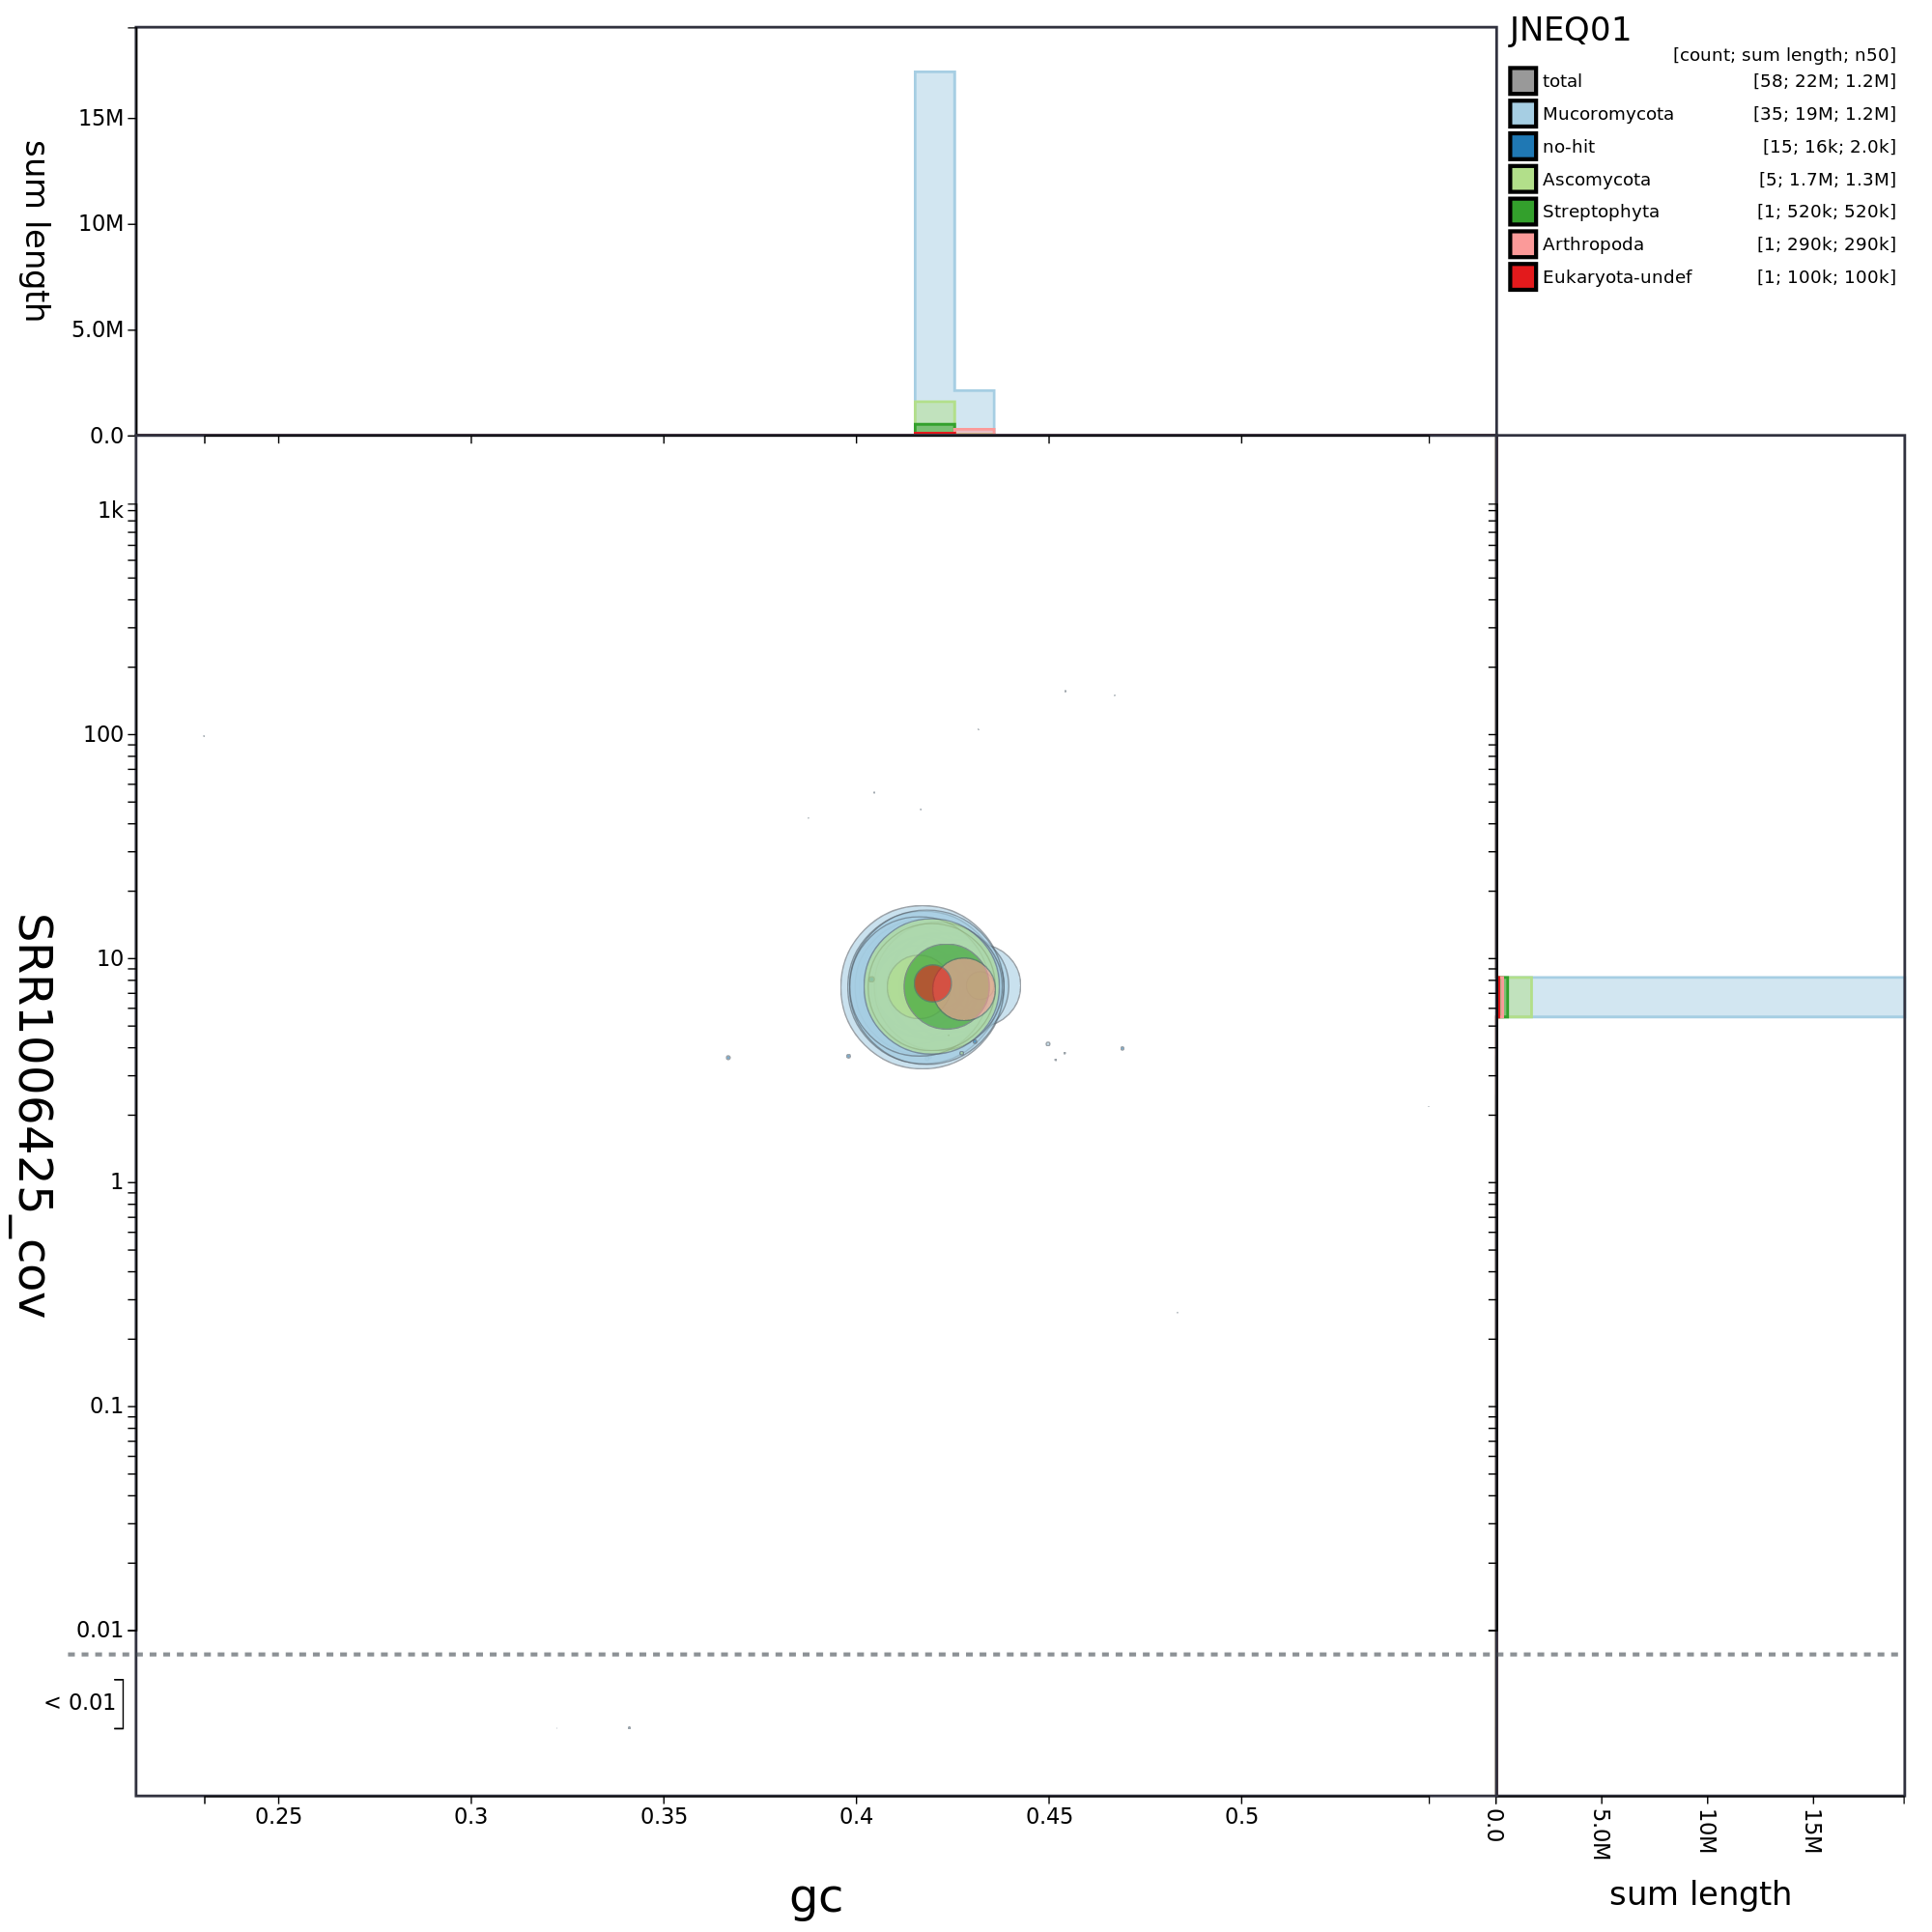 JNEQ01
[count; sum length; n50]
total [58; 22M; 1.2M]
Mucoromycota [35; 19M; 1.2M]
no-hit [15; 16k; 2.0k]
Ascomycota [5; 1.7M; 1.3M]
Streptophyta [1; 520k; 520k]
Arthropoda [1; 290k; 290k]
Eukaryota-undef [1; 100k; 100k]
sum length
15M
10M
5.0M
0.0
SRR1006425_cov
1k
100
10
1
0.1
0.01
< 0.01
0.25 0.3 0.35 0.4 0.45 0.5
gc
0.0 5.0M 10M 15M
sum length